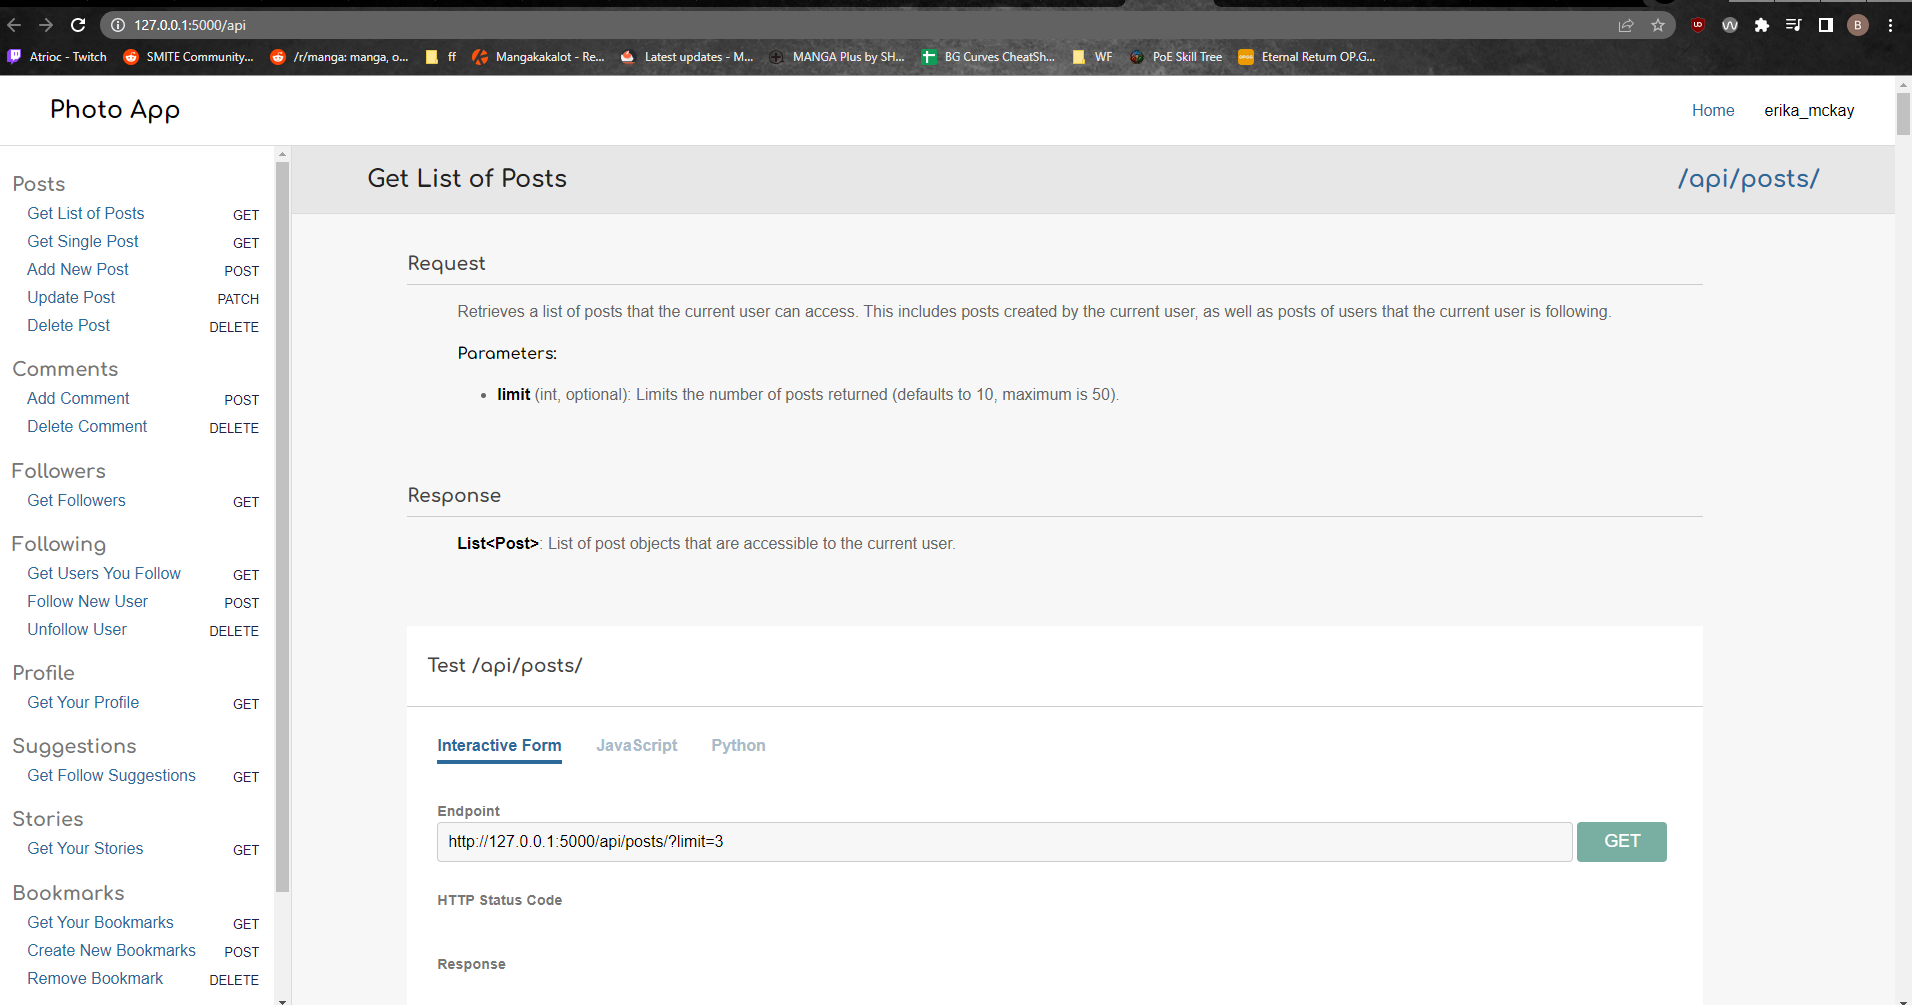 127.0.0.1:5000/api
Atrioc - Twitch SMITE Community... /r/manga: manga, o... ff Mangakakalot - Re... Latest updates - M... MANGA Plus by SH... BG Curves CheatSh... WF PoE Skill Tree Eternal Return OP.G...
B
Photo App
Home erika_mckay
Posts
Get List of Posts GET
Get Single Post GET
Add New Post POST
Update Post PATCH
Delete Post DELETE
Comments
Add Comment POST
Delete Comment DELETE
Followers
Get Followers GET
Following
Get Users You Follow GET
Follow New User POST
Unfollow User DELETE
Profile
Get Your Profile GET
Suggestions
Get Follow Suggestions GET
Stories
Get Your Stories GET
Bookmarks
Get Your Bookmarks GET
Create New Bookmarks POST
Remove Bookmark DELETE
Get List of Posts /api/posts/
Request
Retrieves a list of posts that the current user can access. This includes posts created by the current user, as well as posts of users that the current user is following.
Parameters:
• limit (int, optional): Limits the number of posts returned (defaults to 10, maximum is 50).
Response
List<Post>: List of post objects that are accessible to the current user.
Test /api/posts/
Interactive Form JavaScript Python
Endpoint
http://127.0.0.1:5000/api/posts/?limit=3 GET
HTTP Status Code
Response